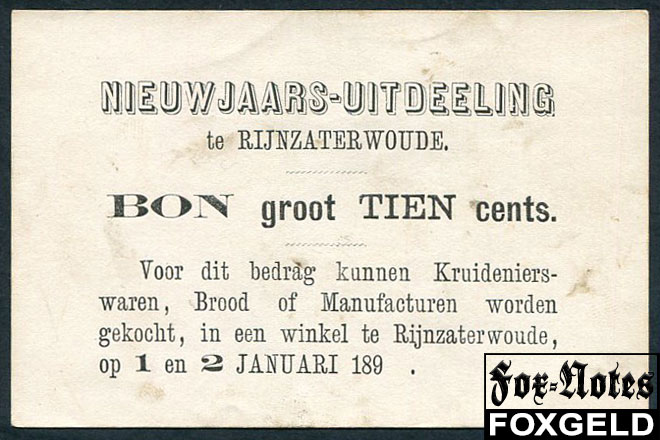 NIEUWJAARS-UITDEELING
te RIJNZATERWOUDE.
BON groot TIEN cents.
Voor dit bedrag kunnen Kruideniers-
waren, Brood of Manufacturen worden
gekocht, in een winkel te Rijnzaterwoude,
op 1 en 2 JANUARI 189 .
Fox-Notes
FOXGELD